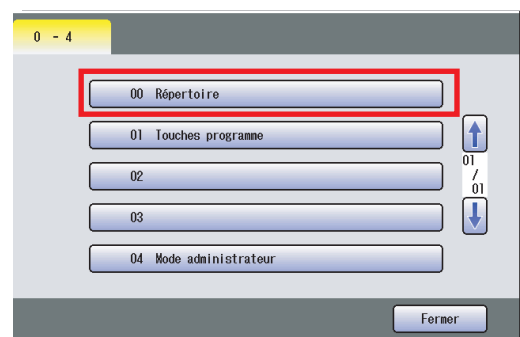 0 - 4
00 Répertoire
01 Touches programme
02
03
04 Mode administrateur
01
/
01
Fermer